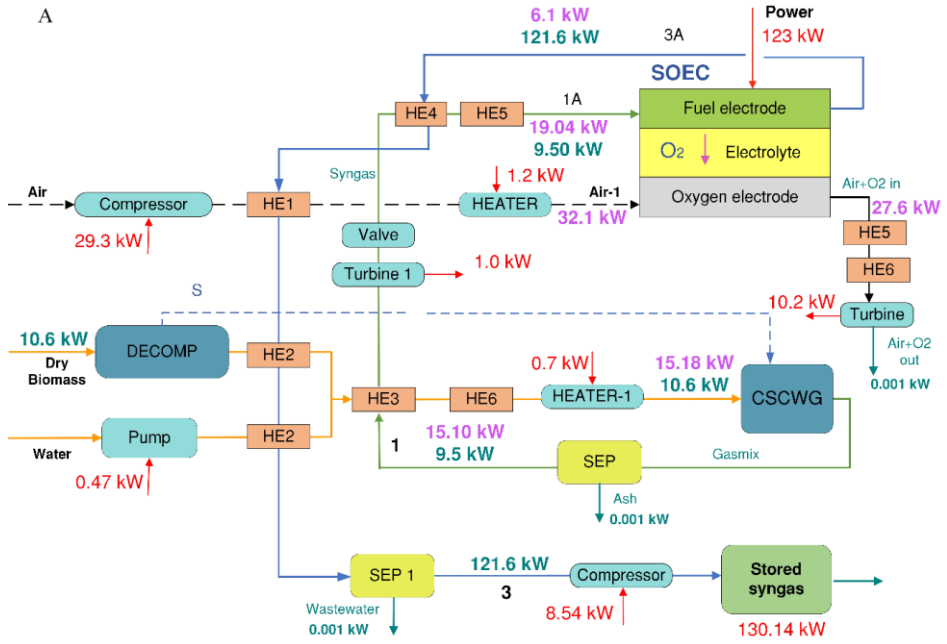 A
6.1 kW
121.6 kW
3A
Power
123 kW
SOEC
HE4
HE5
1A
19.04 kW
9.50 kW
Fuel electrode
O2
Electrolyte
Oxygen electrode
Syngas
Air
Compressor
29.3 kW
HE1
1.2 kW
HEATER
Air-1
32.1 kW
Air+O2 in
27.6 kW
HE5
HE6
Valve
Turbine 1
1.0 kW
S
10.2 kW
Turbine
Air+O2
out
0.001 kW
10.6 kW
Dry
Biomass
DECOMP
HE2
0.7 kW
15.18 kW
10.6 kW
HE3
HE6
HEATER-1
CSCWG
Water
Pump
0.47 kW
HE2
1
15.10 kW
9.5 kW
SEP
Gasmix
Ash
0.001 kW
SEP 1
Wastewater
0.001 kW
121.6 kW
3
Compressor
8.54 kW
Stored
syngas
130.14 kW